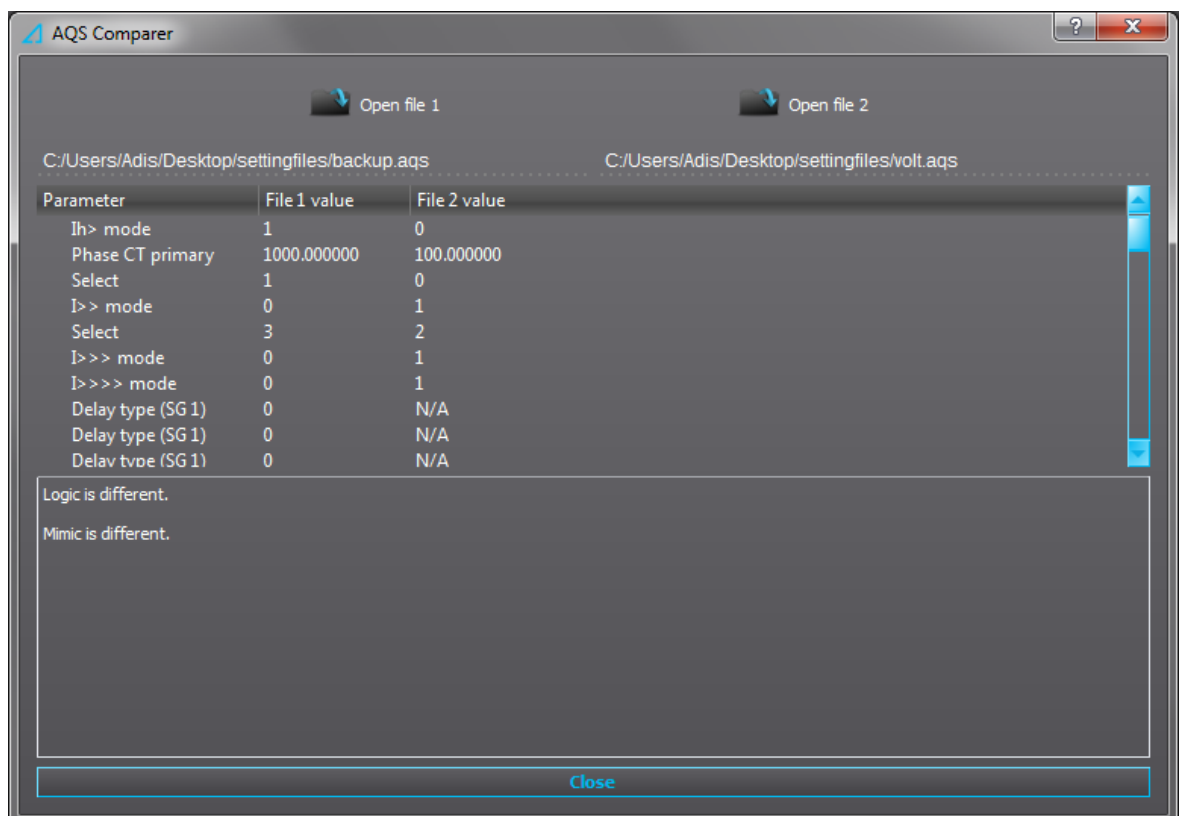 AQS Comparer
Open file 1 Open file 2
C:/Users/Adis/Desktop/settingfiles/backup.aqs C:/Users/Adis/Desktop/settingfiles/volt.aqs
Parameter File 1 value File 2 value
Ih> mode 1 0
Phase CT primary 1000.000000 100.000000
Select 1 0
I>> mode 0 1
Select 3 2
I>>> mode 0 1
I>>>> mode 0 1
Delay type (SG 1) 0 N/A
Delay type (SG 1) 0 N/A
Delay type (SG 1) 0 N/A
Logic is different.
Mimic is different.
Close